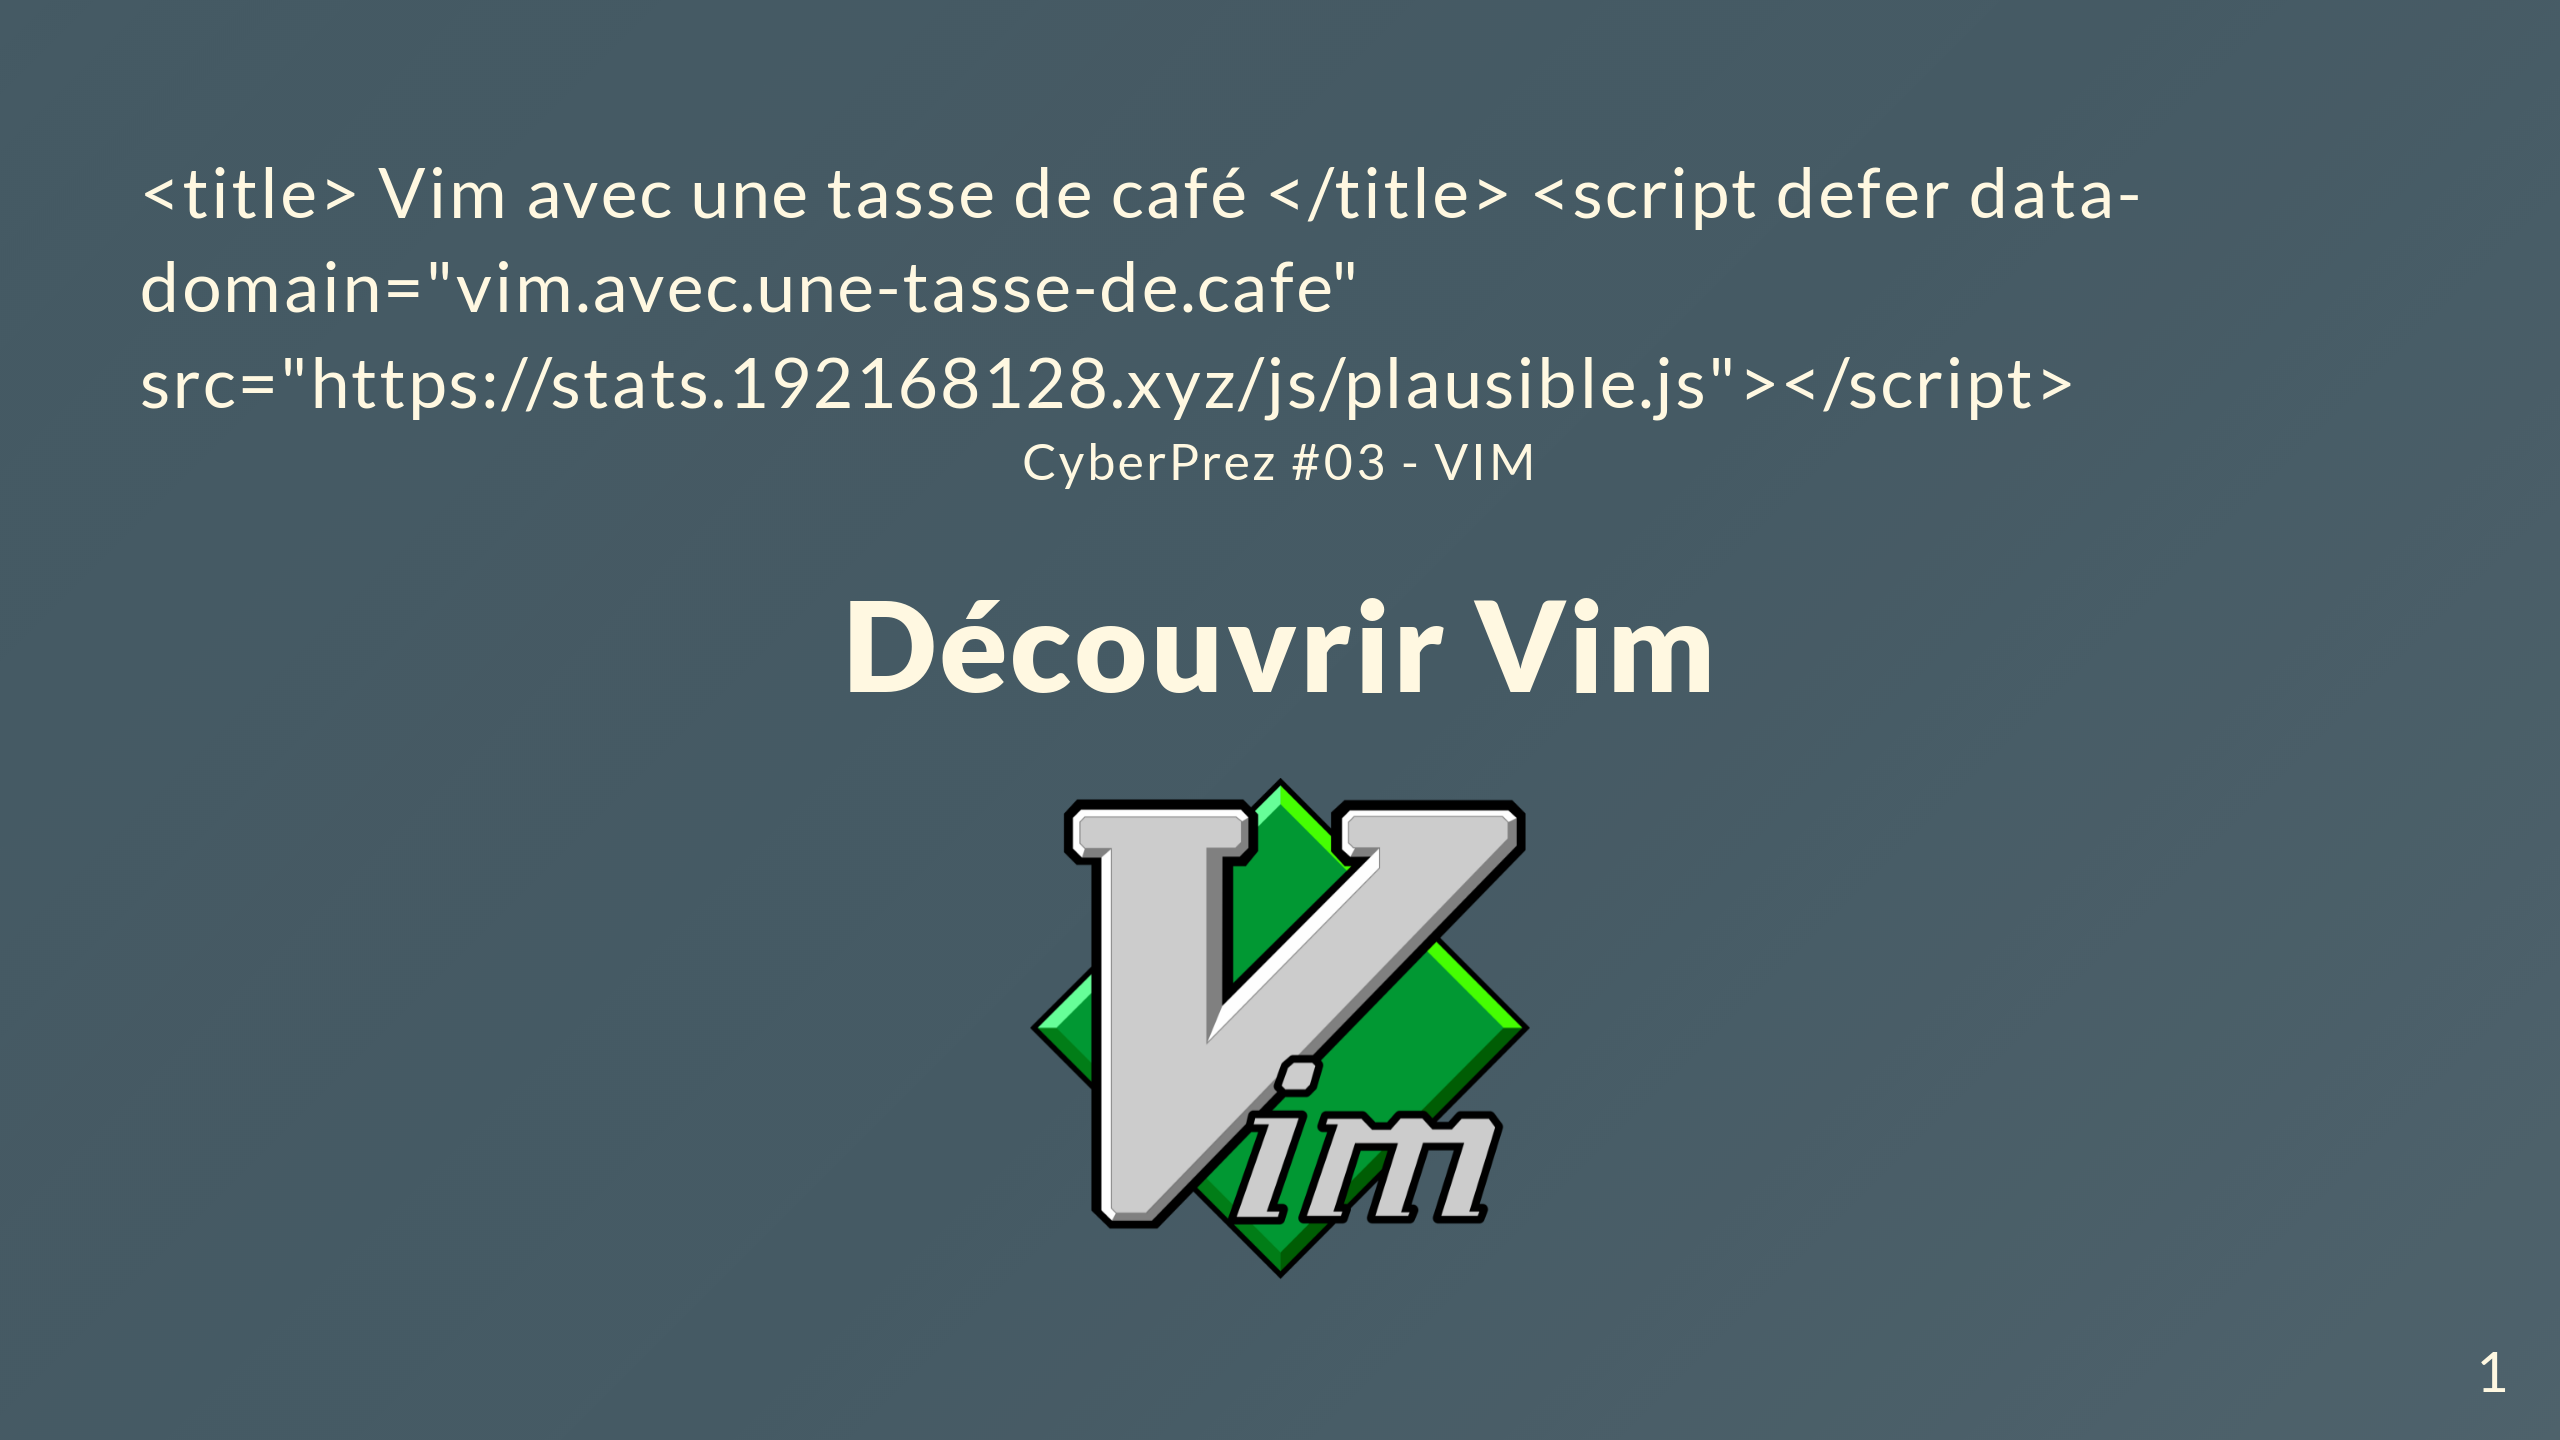 <title> Vim avec une tasse de café </title> <script defer data-
domain="vim.avec.une-tasse-de.cafe"
src="https://stats.192168128.xyz/js/plausible.js"></script>
CyberPrez #03 - VIM
Découvrir Vim
Vim
1